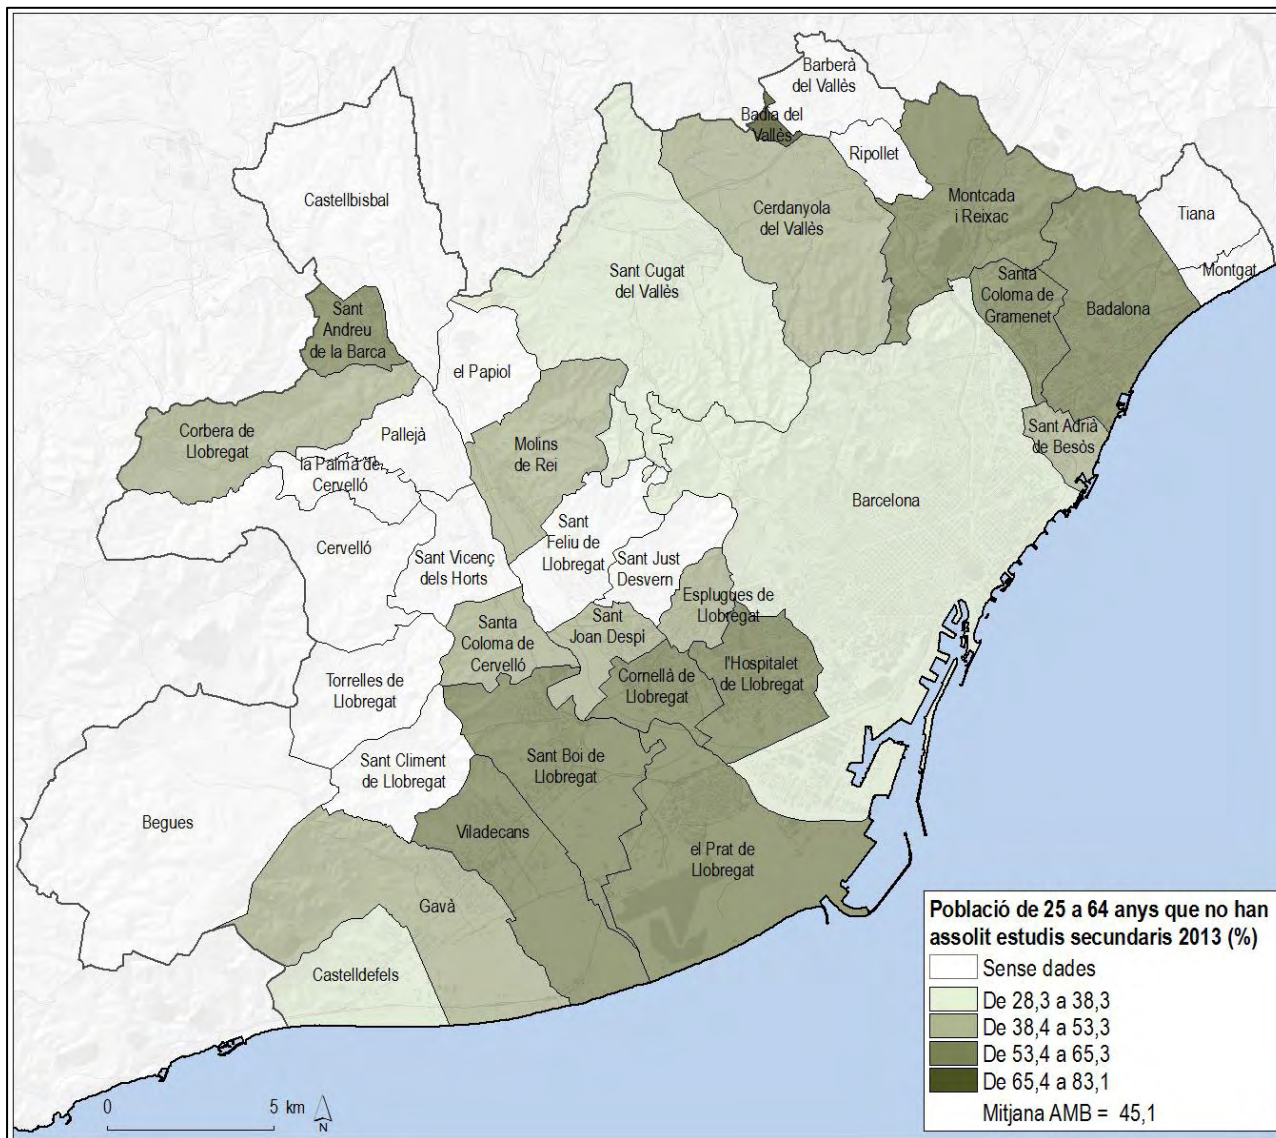 Barberà
del Vallès
Badia del
Vallès
Ripollet
Castellbisbal
Montcada
i Reixac
Cerdanyola
del Vallès
Tiana
Montgat
Sant Cugat
del Vallès
Santa
Coloma de
Gramenet
Badalona
Sant
Andreu
de la Barca
el Papiol
Corbera de
Llobregat
Pallejà
Molins
de Rei
Sant Adrià
de Besòs
la Palma de
Cervelló
Barcelona
Cervelló
Sant Vicenç
dels Horts
Sant
Feliu de
Llobregat
Sant Just
Desvern
Esplugues de
Llobregat
Santa
Coloma de
Cervelló
Sant
Joan Despi
Torrelles de
Llobregat
Cornellà de
Llobregat
l'Hospitalet
de Llobregat
Sant Climent
de Llobregat
Sant Boi de
Llobregat
Begues
Viladecans
el Prat de
Llobregat
Gavà
Castelldefels
Població de 25 a 64 anys que no han
assolit estudis secundaris 2013 (%)
Sense dades
De 28,3 a 38,3
De 38,4 a 53,3
De 53,4 a 65,3
De 65,4 a 83,1
Mitjana AMB = 45,1
0 5 km
N